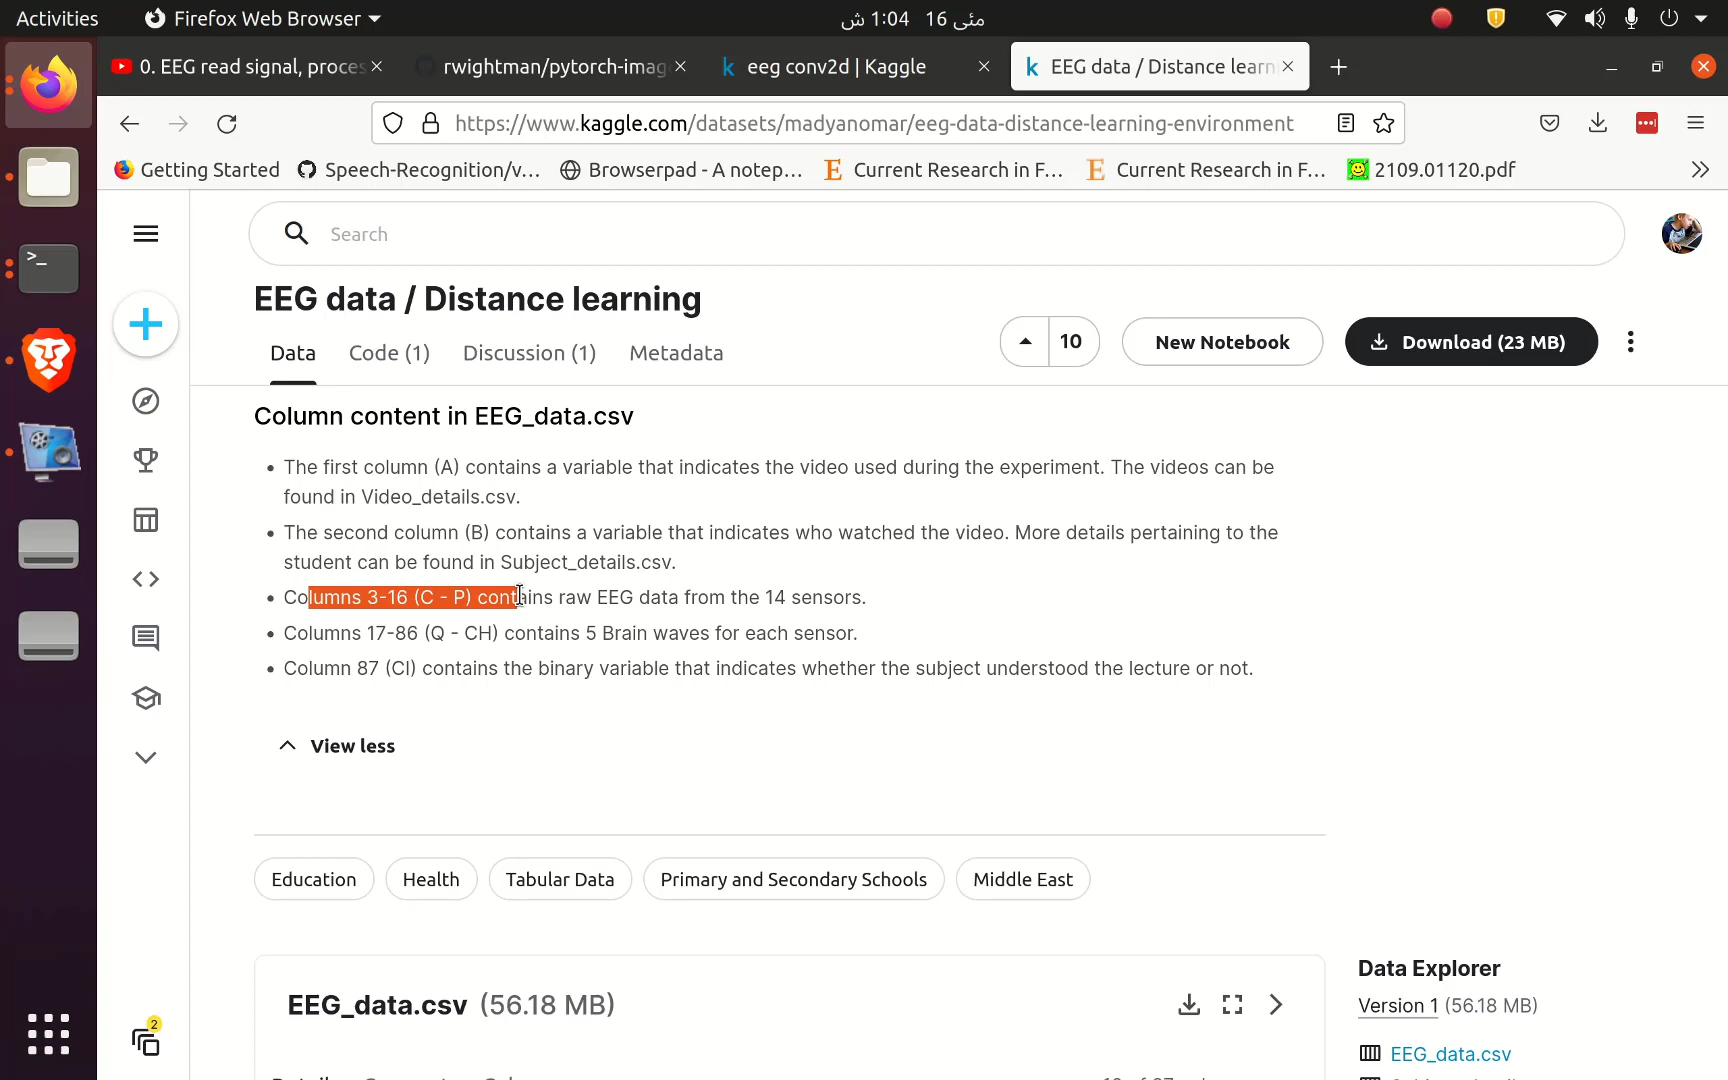 Activities
Firefox Web Browser
مئی 16 1:04 ش
0. EEG read signal, proces
rwightman/pytorch-imag
eeg conv2d | Kaggle
EEG data / Distance learn
https://www.kaggle.com/datasets/madyanomar/eeg-data-distance-learning-environment
Getting Started
Speech-Recognition/v...
Browserpad - A notep...
Current Research in F...
Current Research in F...
2109.01120.pdf
Search
EEG data / Distance learning
Data
Code (1)
Discussion (1)
Metadata
10
New Notebook
Download (23 MB)
Column content in EEG_data.csv
The first column (A) contains a variable that indicates the video used during the experiment. The videos can be
found in Video_details.csv.
The second column (B) contains a variable that indicates who watched the video. More details pertaining to the
student can be found in Subject_details.csv.
Columns 3-16 (C - P) contains raw EEG data from the 14 sensors.
Columns 17-86 (Q - CH) contains 5 Brain waves for each sensor.
Column 87 (CI) contains the binary variable that indicates whether the subject understood the lecture or not.
View less
Education
Health
Tabular Data
Primary and Secondary Schools
Middle East
EEG_data.csv (56.18 MB)
Data Explorer
Version 1 (56.18 MB)
EEG_data.csv
2